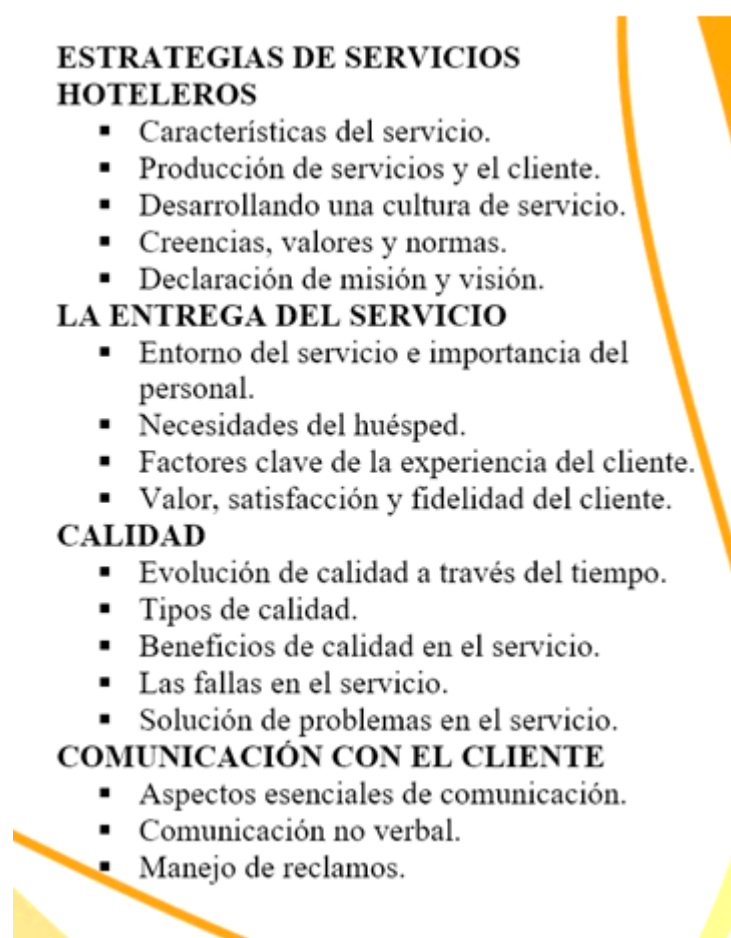 ESTRATEGIAS DE SERVICIOS
HOTELEROS
▪ Características del servicio.
▪ Producción de servicios y el cliente.
▪ Desarrollando una cultura de servicio.
▪ Creencias, valores y normas.
▪ Declaración de misión y visión.
LA ENTREGA DEL SERVICIO
▪ Entorno del servicio e importancia del
personal.
▪ Necesidades del huésped.
▪ Factores clave de la experiencia del cliente.
▪ Valor, satisfacción y fidelidad del cliente.
CALIDAD
▪ Evolución de calidad a través del tiempo.
▪ Tipos de calidad.
▪ Beneficios de calidad en el servicio.
▪ Las fallas en el servicio.
▪ Solución de problemas en el servicio.
COMUNICACIÓN CON EL CLIENTE
▪ Aspectos esenciales de comunicación.
▪ Comunicación no verbal.
▪ Manejo de reclamos.